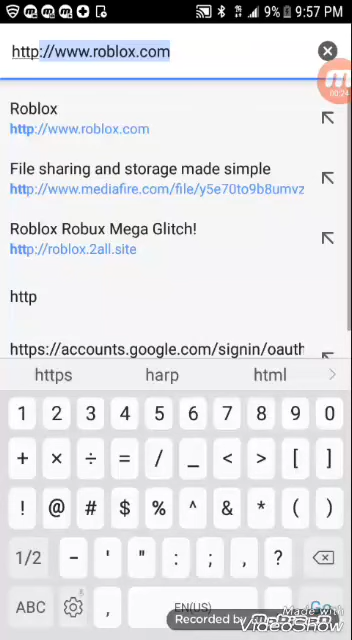 9% 9:57 PM
http://www.roblox.com
00:24
Roblox
http://www.roblox.com
File sharing and storage made simple
http://www.mediafire.com/file/y5e70to9b8umvz
Roblox Robux Mega Glitch!
http://roblox.2all.site
http
https://accounts.google.com/signin/oauth
https harp html
1 2 3 4 5 6 7 8 9 0
+ × ÷ = / _ < > [ ]
! @ # $ % ^ & * ( )
1/2 - ' " : ; , ?
ABC , EN(US) Go
Made with
Recorded by
VideoShow